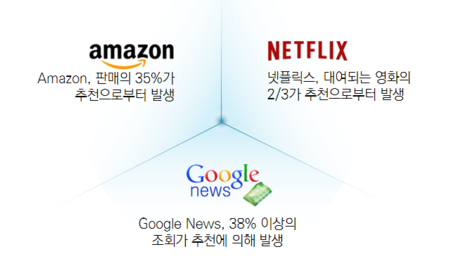 amazon
Amazon, 판매의 35%가
추천으로부터 발생
NETFLIX
넷플릭스, 대여되는 영화의
2/3가 추천으로부터 발생
Google
news
Google News, 38% 이상의
조회가 추천에 의해 발생